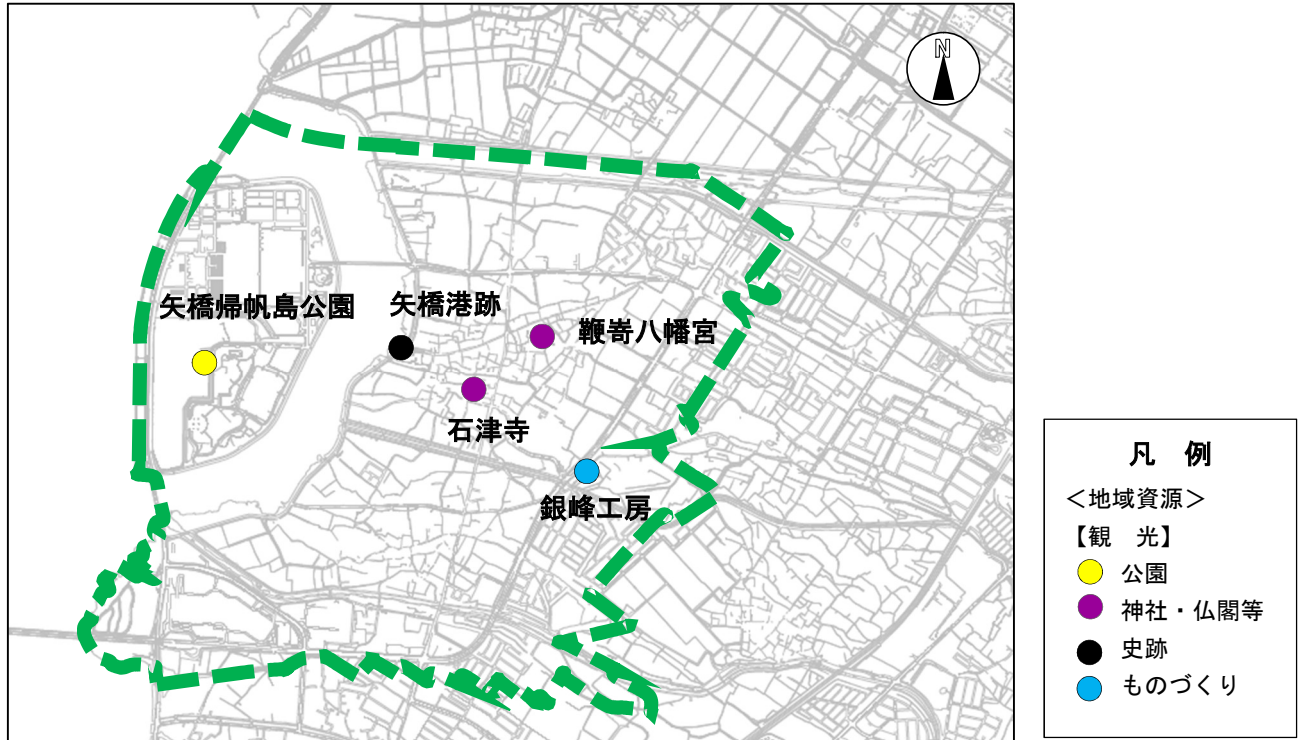 N
矢橋帰帆島公園
矢橋港跡
鞭嵜八幡宮
石津寺
銀峰工房
凡 例
＜地域資源＞
【観 光】
公園
神社・仏閣等
史跡
ものづくり